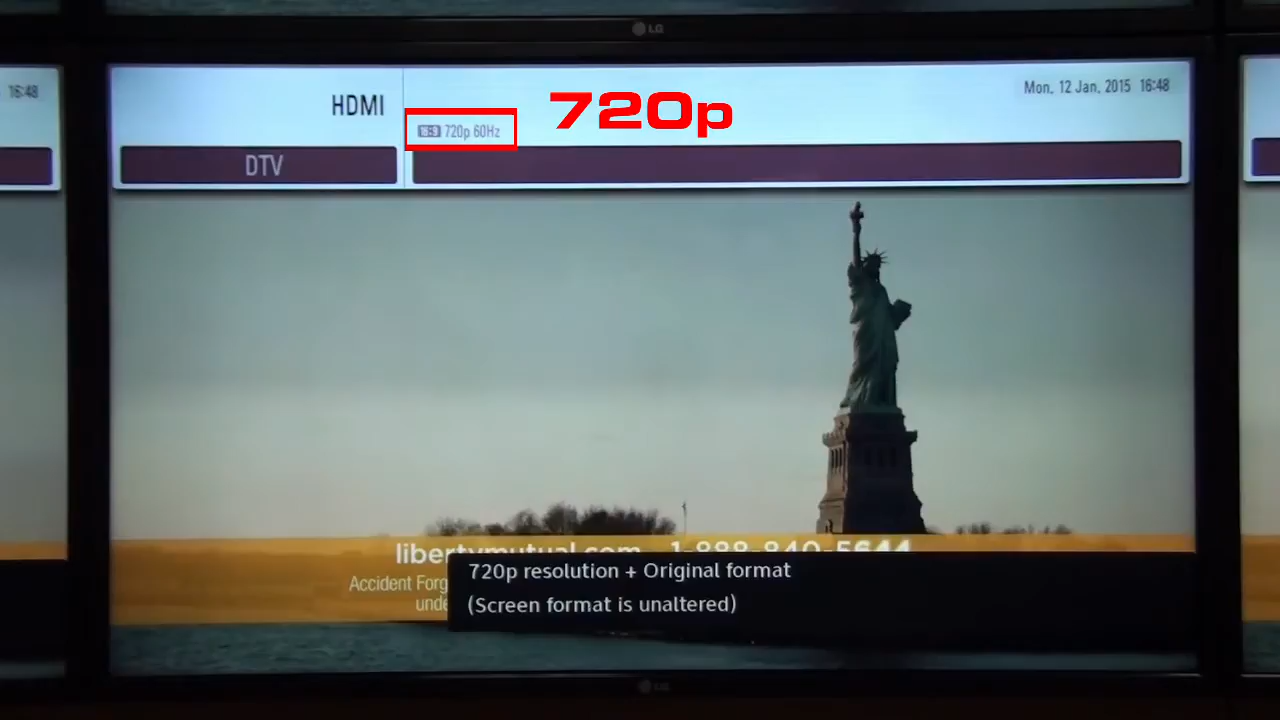 LG
16:48
HDMI
720p
Mon, 12 Jan, 2015 16:48
16:9 720p 60Hz
DTV
libertymutual.com 1-888-840-5644
Accident Forg
unde
720p resolution + Original format
(Screen format is unaltered)
LG